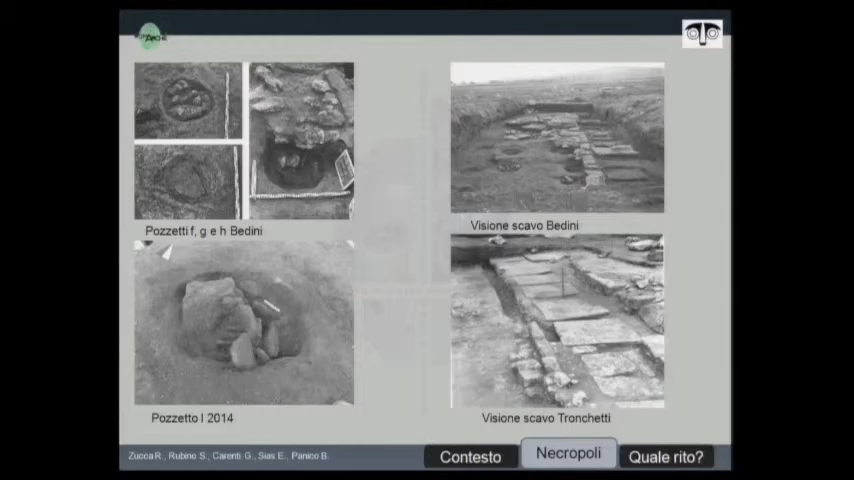 Pozzetti f, g e h Bedini
Visione scavo Bedini
Pozzetto I 2014
Visione scavo Tronchetti
Zucca R., Rubino S., Carenti G., Sias E., Panico B.
Contesto
Necropoli
Quale rito?